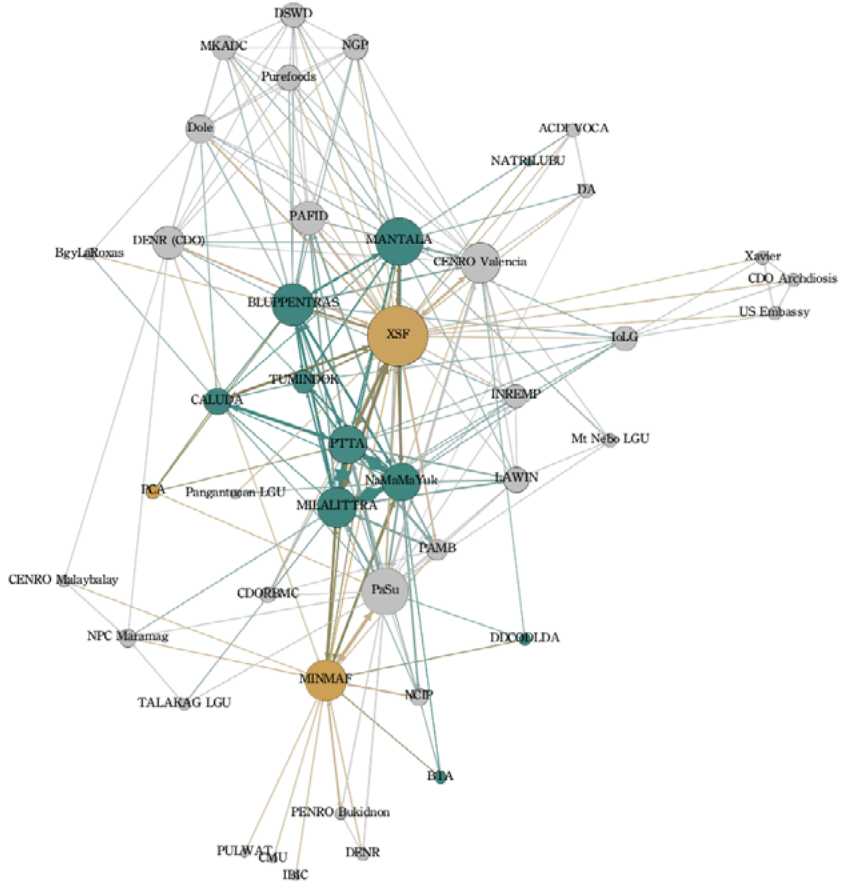 DSWD
MKADC
NGP
Purefoods
Dole
ACDI VOCA
NATRILUBU
DA
PAFID
DENR (CDO)
MANTALA
BgyLaRoxas
CENRO Valencia
Xavier
CDO Archdiosis
BLUPPENTRAS
US Embassy
XSF
IoLG
TUMINDOK
CALUDA
INREMP
PTTA
Mt Nebo LGU
NaMaMaYuk
LAWIN
PCA
Pangantucan LGU
MILALITTRA
PAMB
CENRO Malaybalay
PaSu
CDORBMC
NPC Maramag
DDCODLDA
MINMAF
NCIP
TALAKAG LGU
BTA
PENRO Bukidnon
PULWAT
CMU
DENR
IBIC